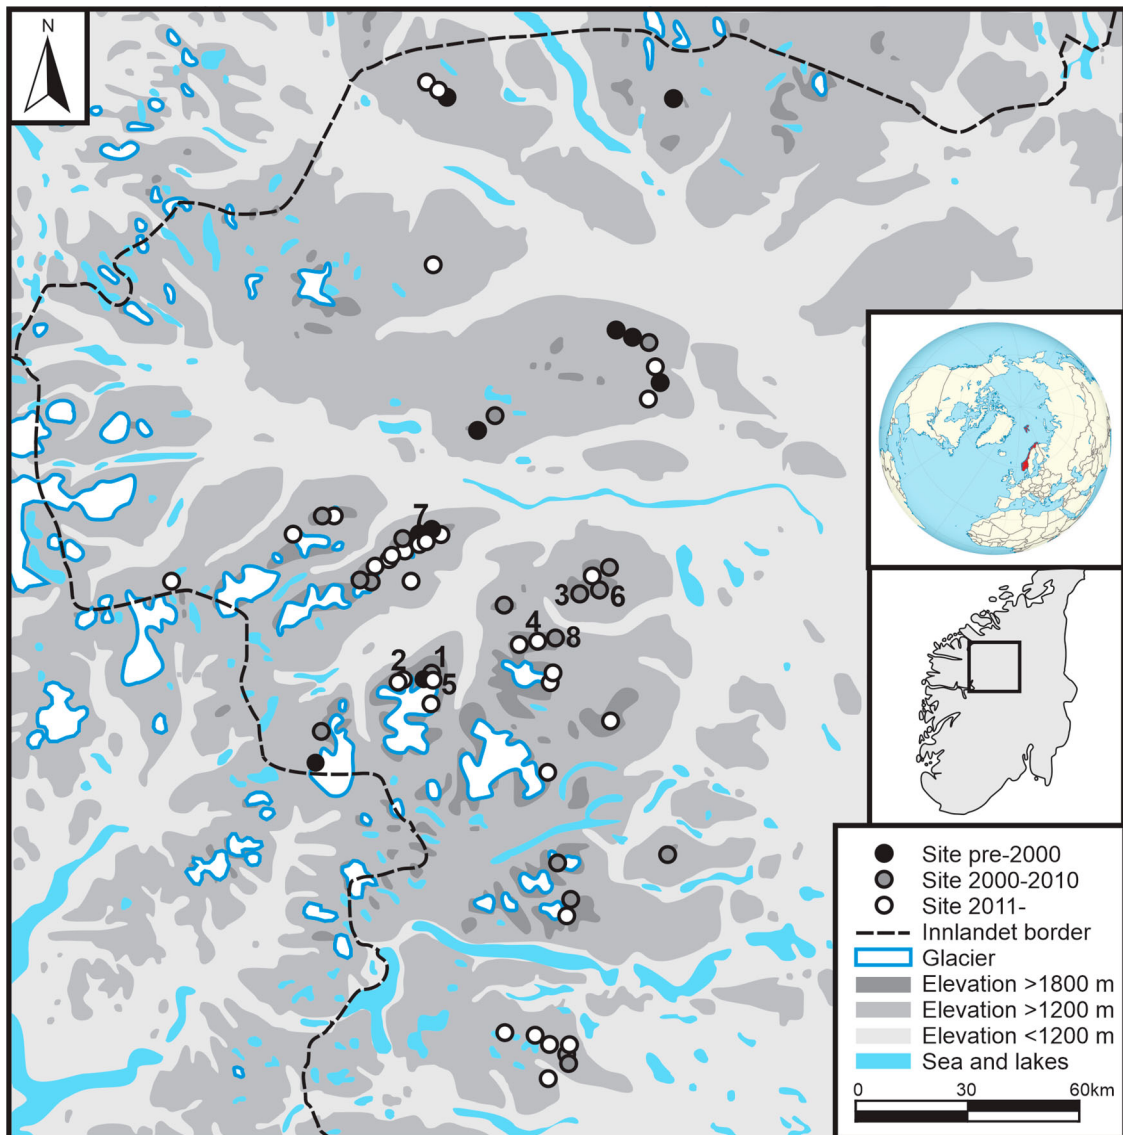 N
7
3
6
4
8
2
1
5
Site pre-2000
Site 2000-2010
Site 2011-
Innlandet border
Glacier
Elevation >1800 m
Elevation >1200 m
Elevation <1200 m
Sea and lakes
0 30 60km